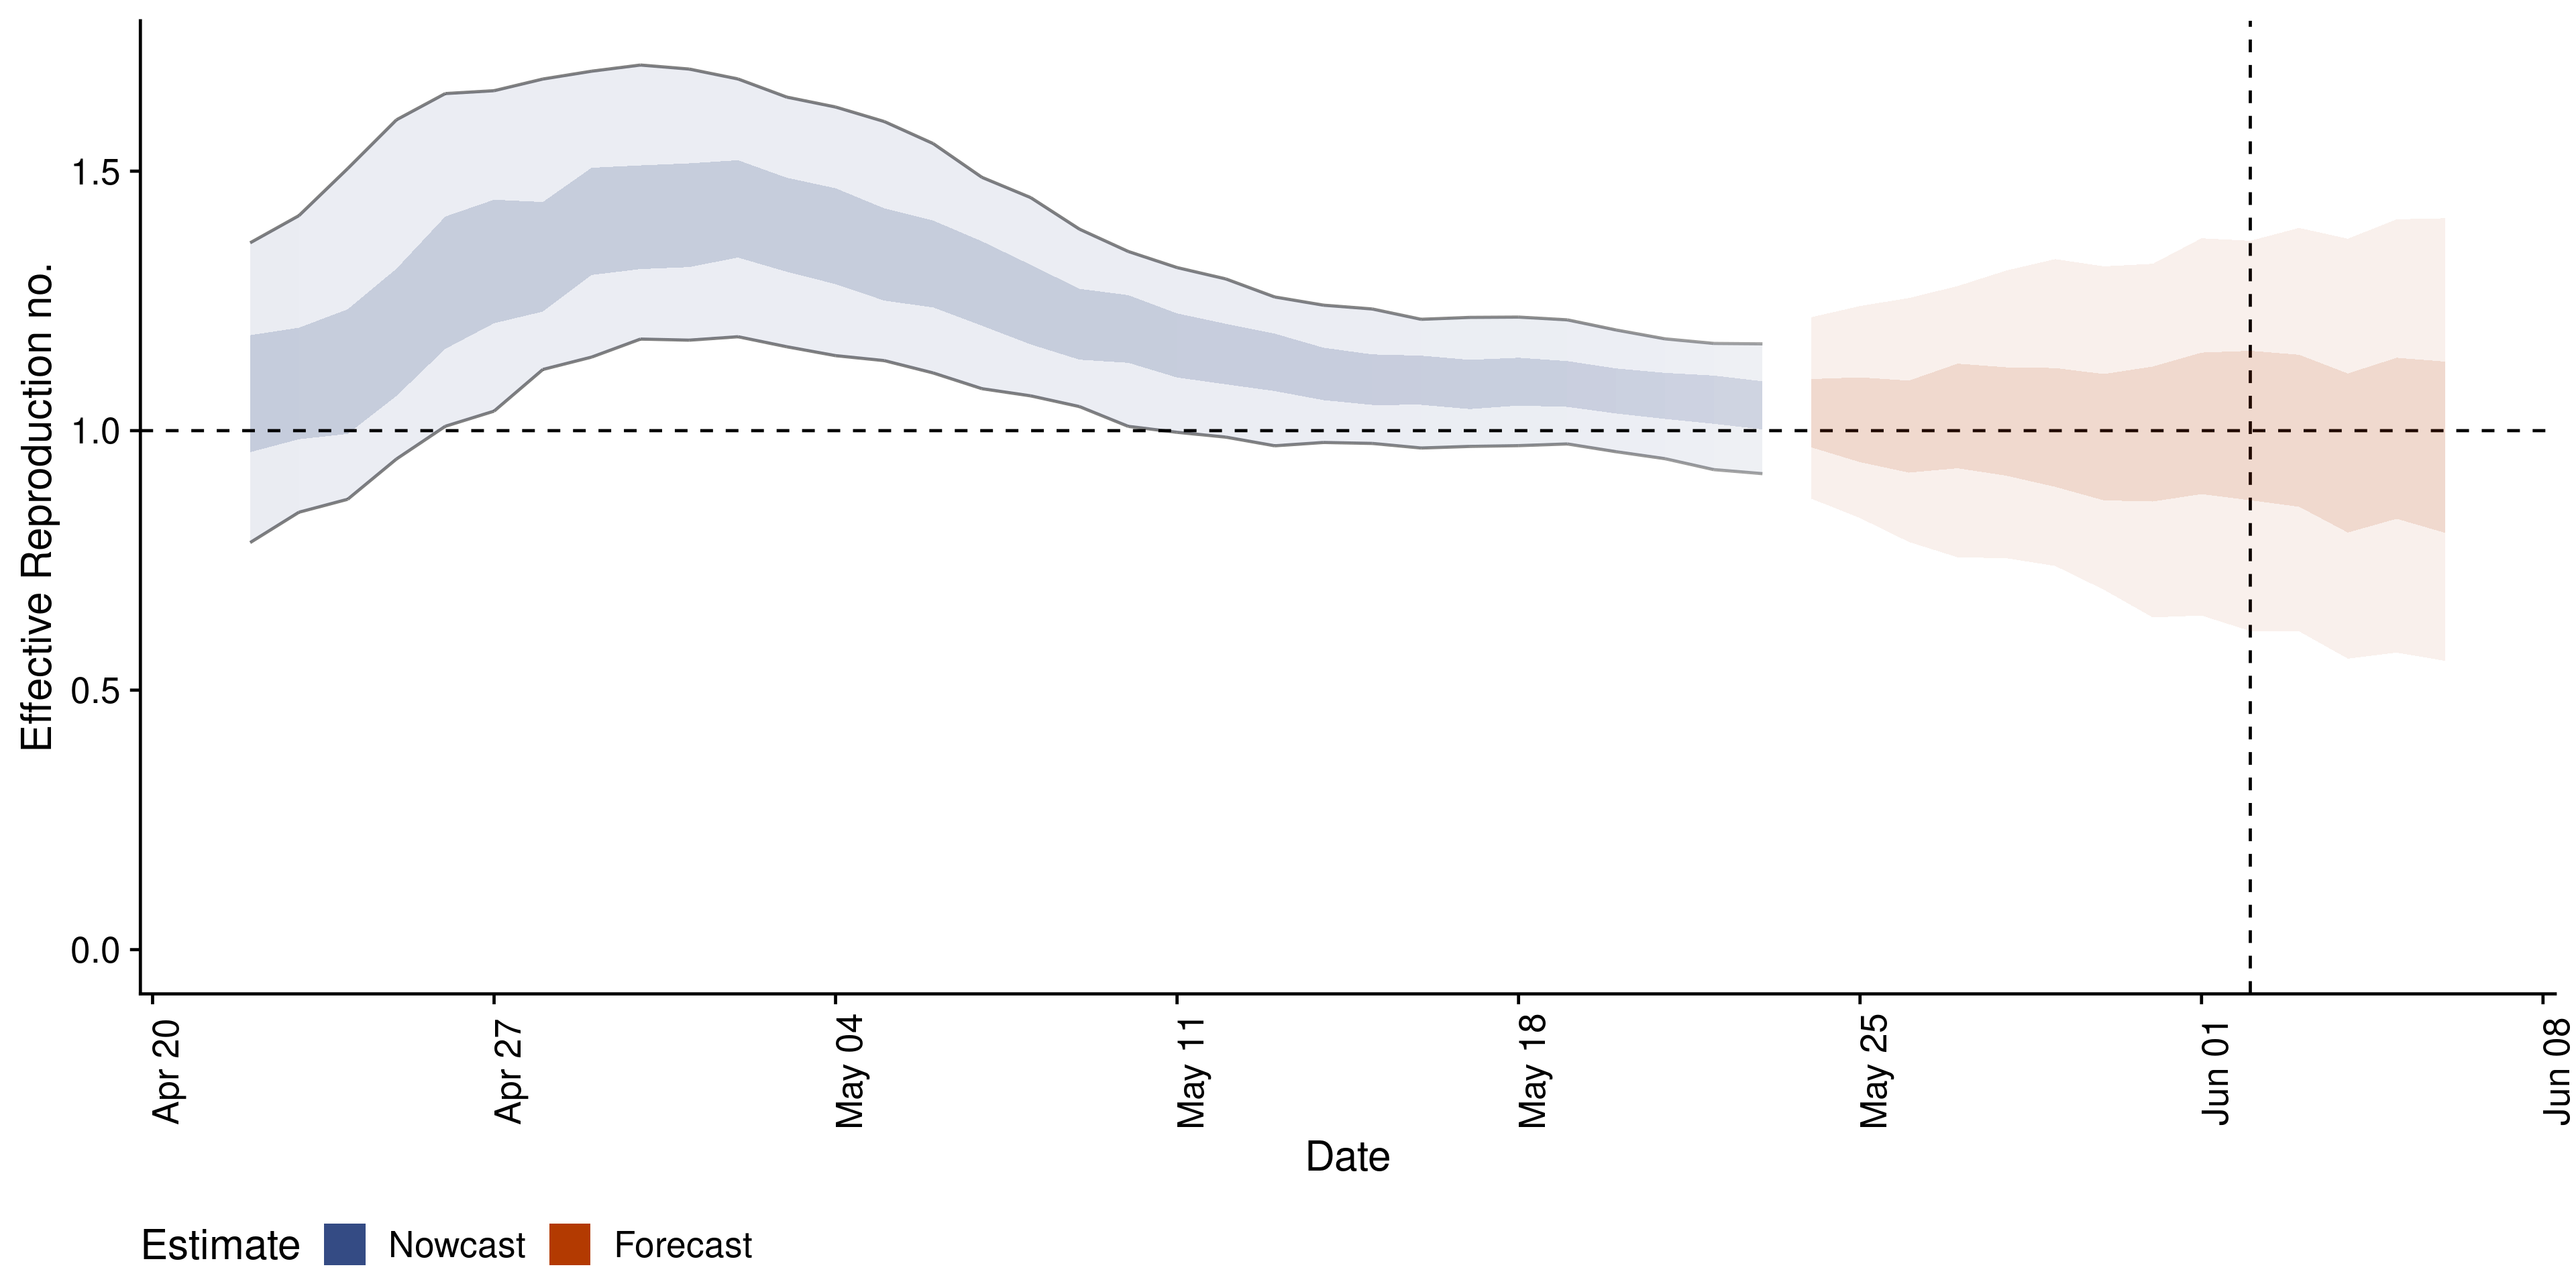 Effective Reproduction no.
1.5
1.0
0.5
0.0
Apr 20
Apr 27
May 04
May 11
May 18
May 25
Jun 01
Jun 08
Date
Estimate Nowcast Forecast